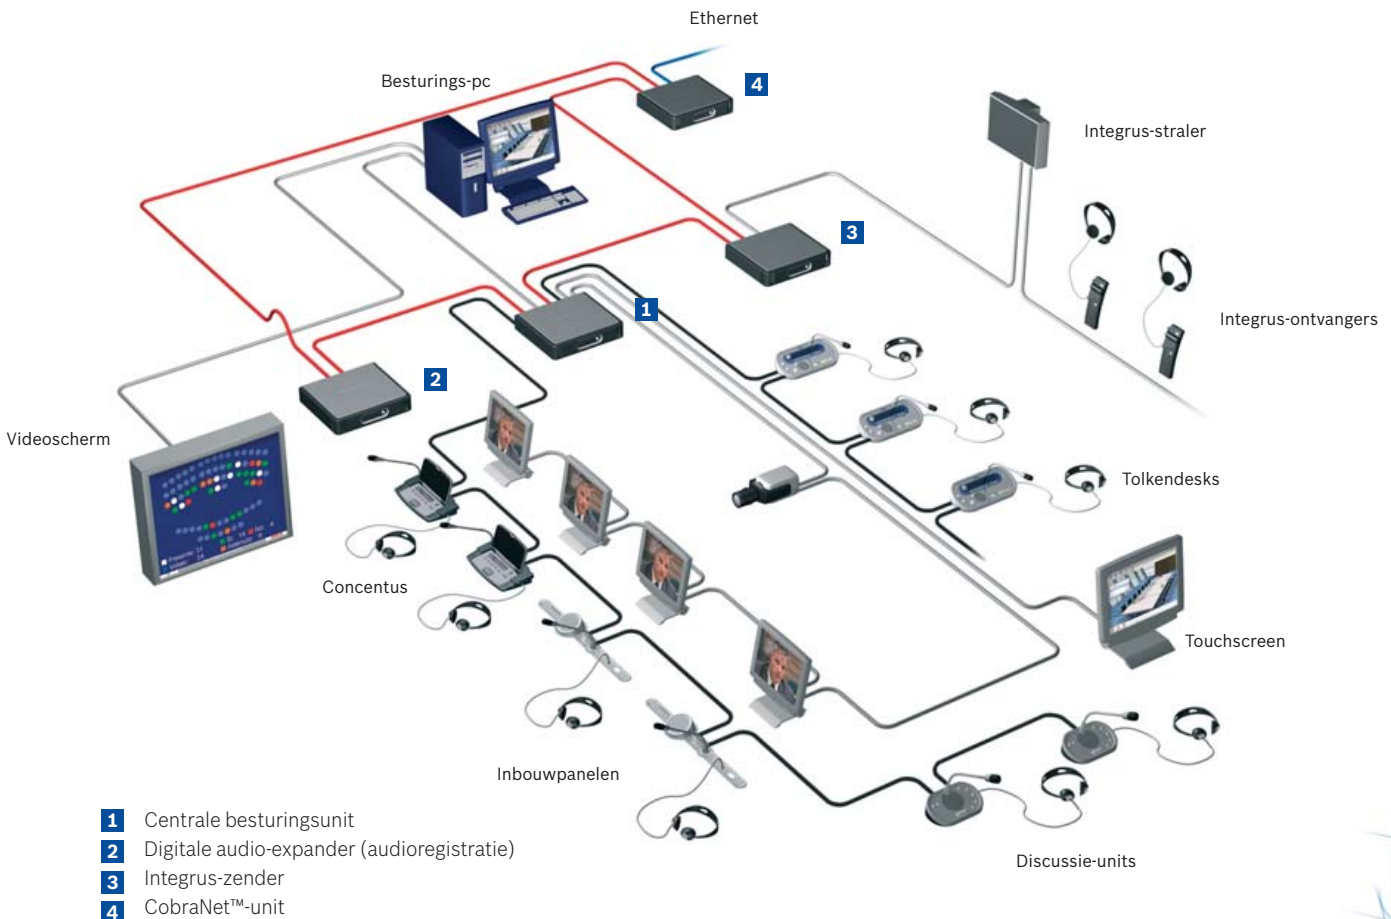 Ethernet
Besturings-pc
4
Integrus-straler
3
Integrus-ontvangers
1
2
Videoscherm
Tolkendesks
Concentus
Touchscreen
Inbouwpanelen
Discussie-units
1 Centrale besturingsunit
2 Digitale audio-expander (audioregistratie)
3 Integrus-zender
4 CobraNet™-unit